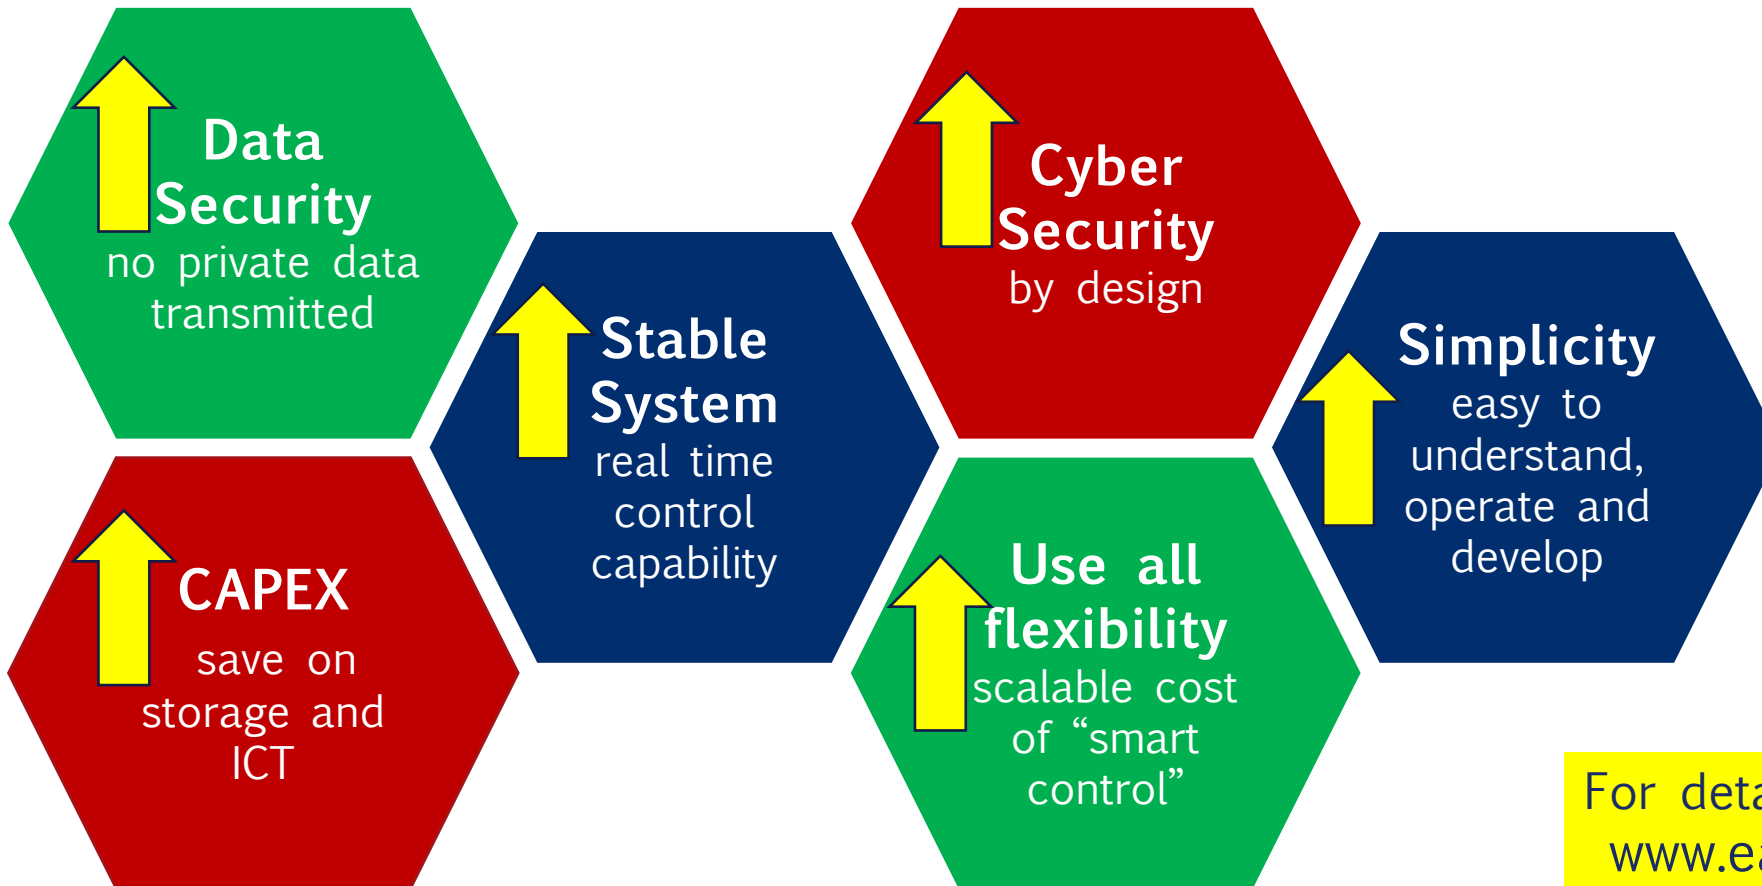 Data
Security
no private data
transmitted
CAPEX
save on
storage and
ICT
Stable
System
real time
control
capability
Cyber
Security
by design
Use all
flexibility
scalable cost
of “smart
control”
Simplicity
easy to
understand,
operate and
develop
For